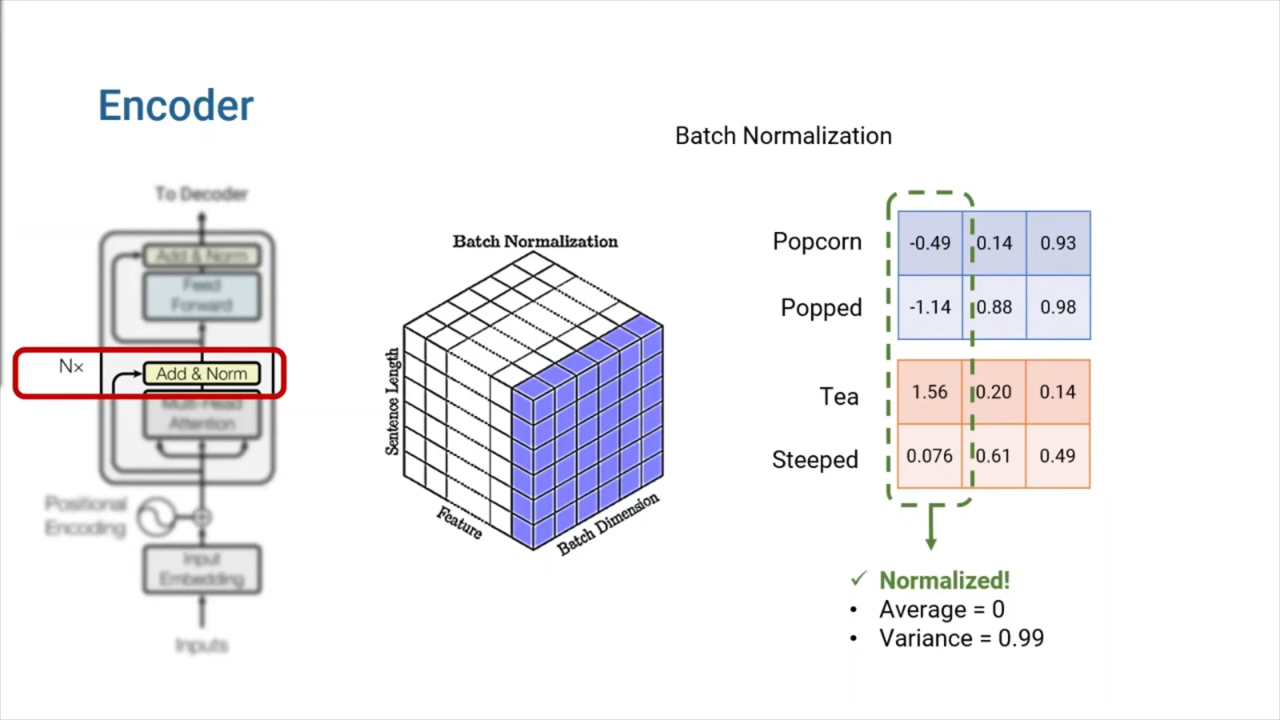 Encoder
Batch Normalization
To Decoder
Add & Norm
Feed
Forward
N×
Add & Norm
Multi-Head
Attention
Positional
Encoding
Input
Embedding
Inputs
Batch Normalization
Sentence Length
Feature
Batch Dimension
Popcorn -0.49 0.14 0.93
Popped -1.14 0.88 0.98
Tea 1.56 0.20 0.14
Steeped 0.076 0.61 0.49
✓ Normalized!
• Average = 0
• Variance = 0.99